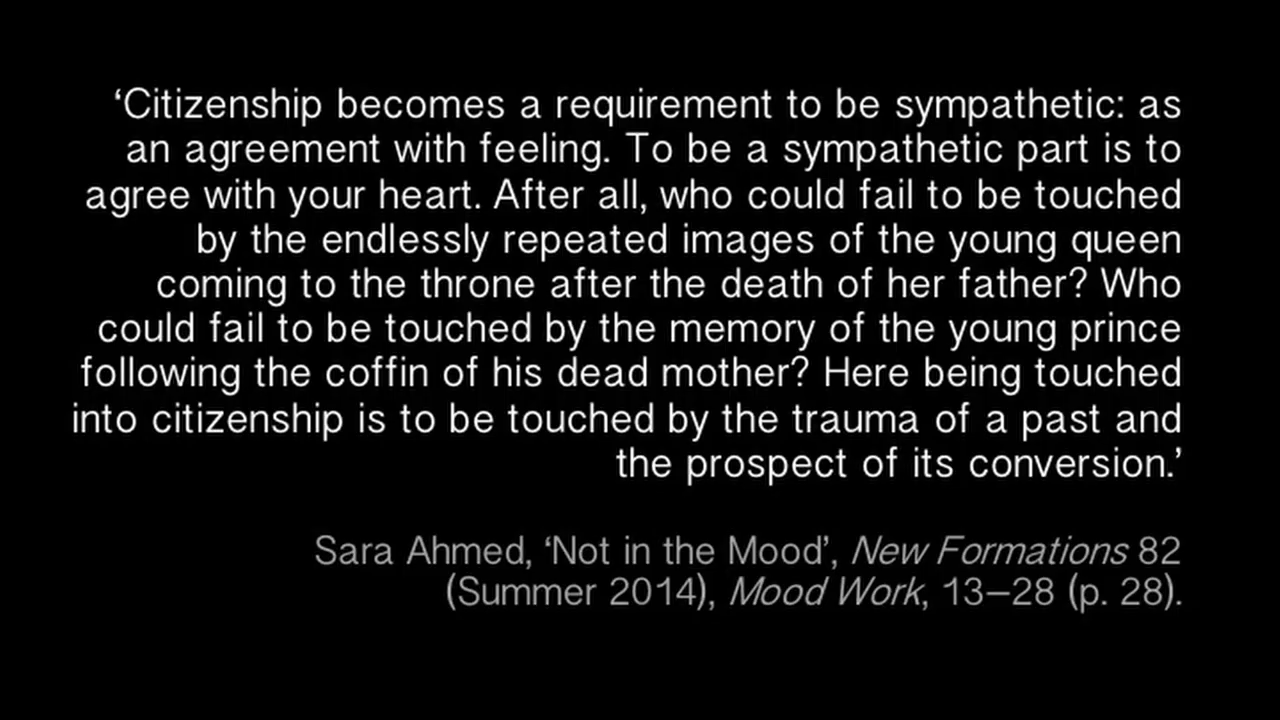 ‘Citizenship becomes a requirement to be sympathetic: as
an agreement with feeling. To be a sympathetic part is to
agree with your heart. After all, who could fail to be touched
by the endlessly repeated images of the young queen
coming to the throne after the death of her father? Who
could fail to be touched by the memory of the young prince
following the coffin of his dead mother? Here being touched
into citizenship is to be touched by the trauma of a past and
the prospect of its conversion.’
Sara Ahmed, ‘Not in the Mood’, New Formations 82
(Summer 2014), Mood Work, 13–28 (p. 28).